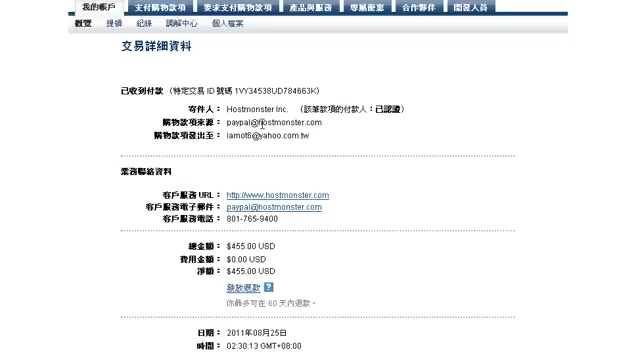 我的帳戶 支付購物款項 要求支付購物款項 產品與服務 專屬優惠 合作夥伴 開發人員
概覽 提領 紀錄 調解中心 個人檔案
交易詳細資料
已收到付款 (特定交易 ID 號碼 1VY34538UD784663K)
寄件人： Hostmonster Inc. (該筆款項的付款人：已認證)
購物款項來源： paypal@hostmonster.com
購物款項發出至： iamot6@yahoo.com.tw
業務聯絡資料
客戶服務 URL： http://www.hostmonster.com
客戶服務電子郵件： paypal@hostmonster.com
客戶服務電話： 801-765-9400
總金額： $455.00 USD
費用金額： $0.00 USD
淨額： $455.00 USD
發放退款 ?
你最多可在 60 天內退款。
日期： 2011年08月25日
時間： 02:30:13 GMT+08:00